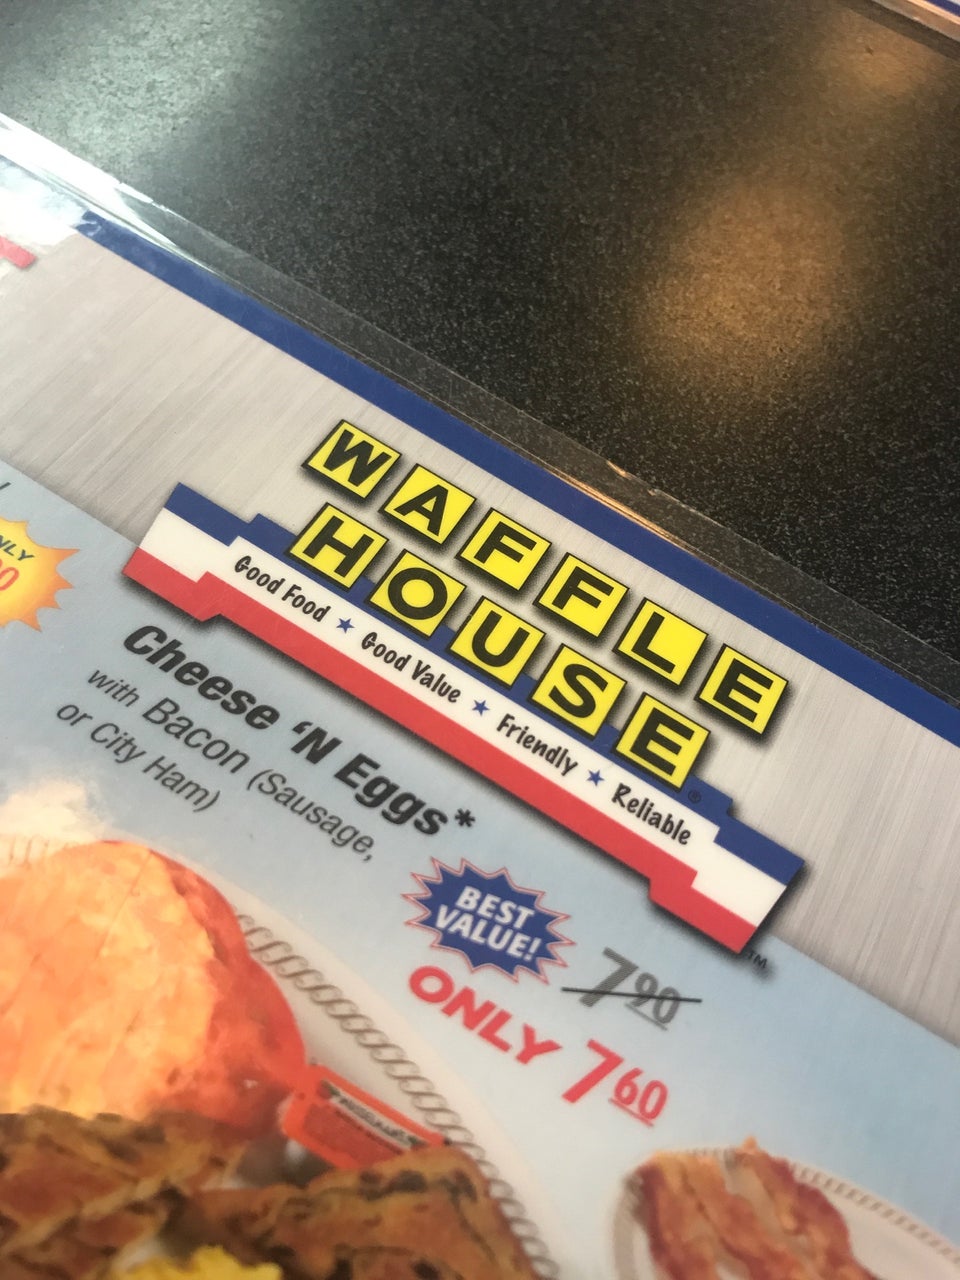 WAFFLE
HOUSE®
Good Food ★ Good Value ★ Friendly ★ Reliable
™
Cheese 'N Eggs*
with Bacon (Sausage,
or City Ham)
BEST
VALUE!
7.90
ONLY 7.60